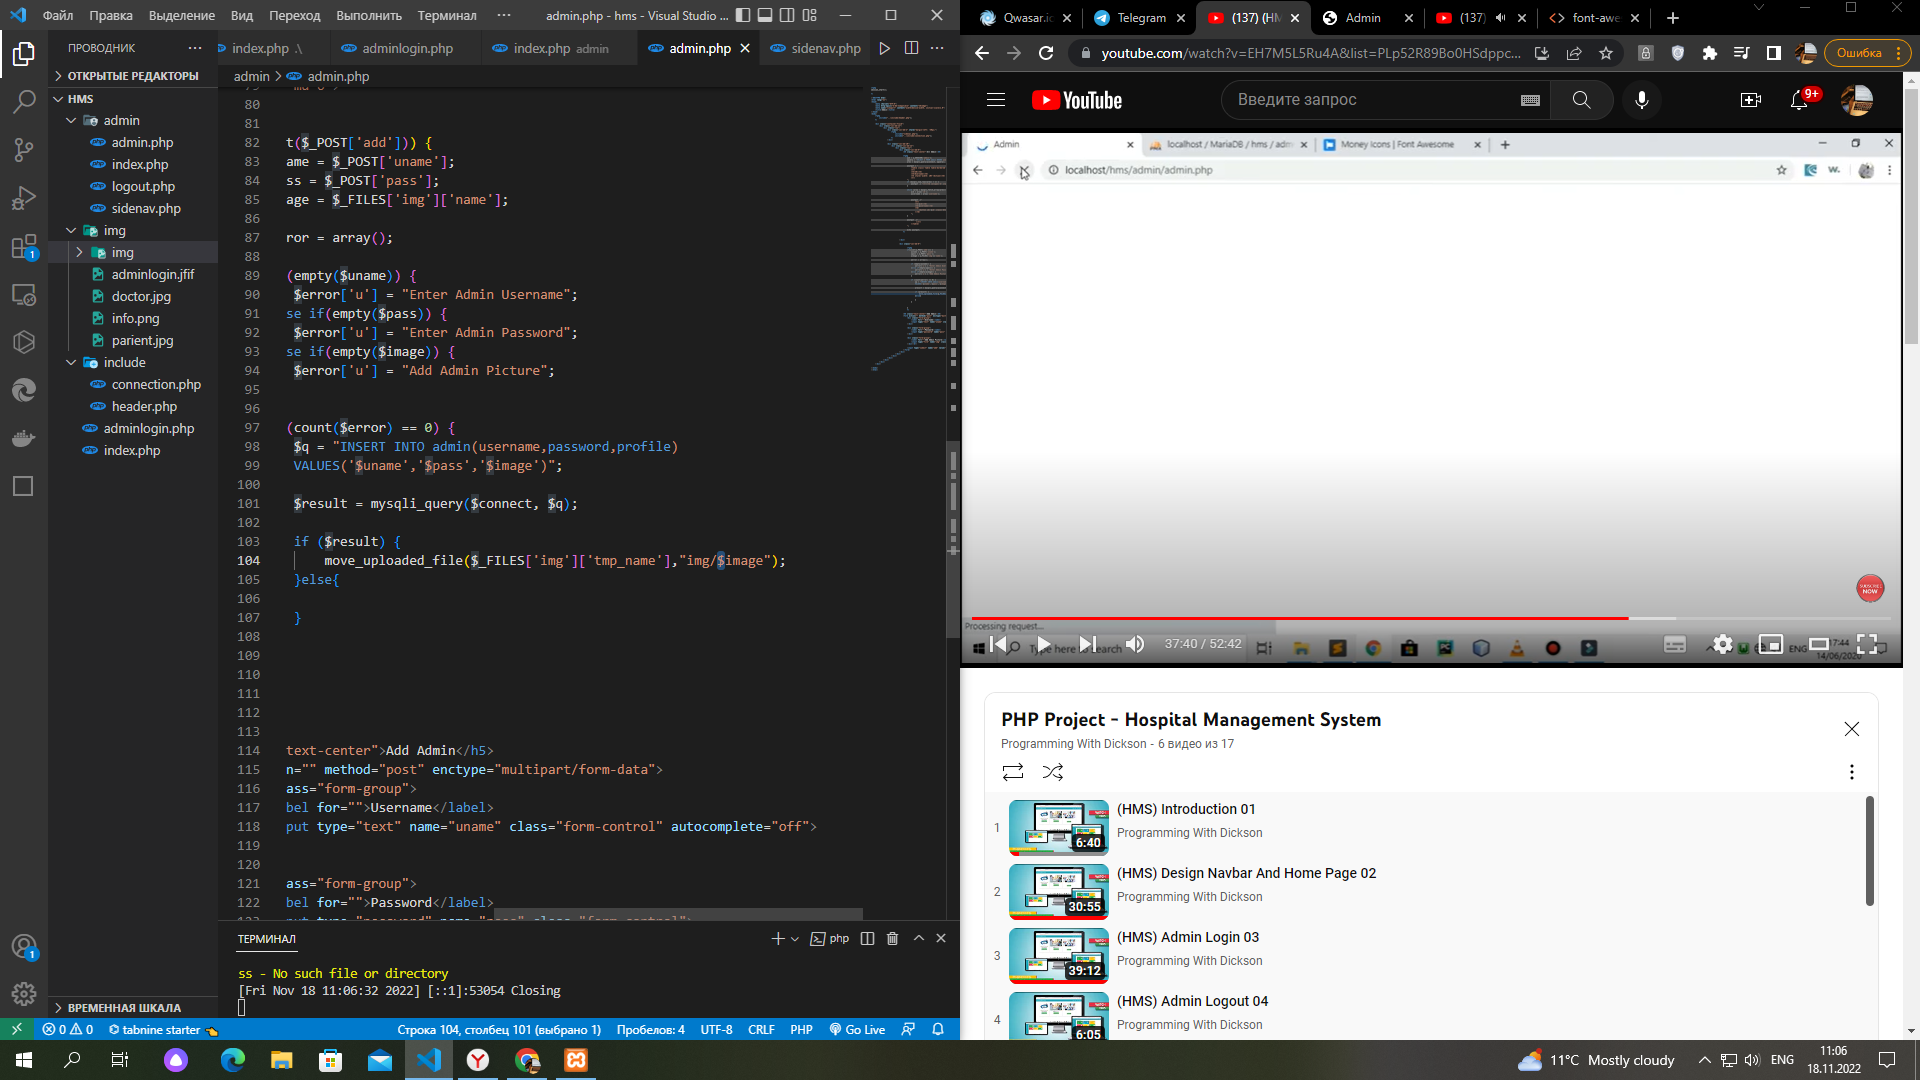 Файл Правка Выделение Вид Переход Выполнить Терминал ··· admin.php - hms - Visual Studio ...
ПРОВОДНИК ···
index.php .\ adminlogin.php index.php admin admin.php sidenav.php ···
admin > admin.php
ОТКРЫТЫЕ РЕДАКТОРЫ
HMS
admin
admin.php
index.php
logout.php
sidenav.php
img
img
adminlogin.jfif
doctor.jpg
info.png
parient.jpg
include
connection.php
header.php
adminlogin.php
index.php
ВРЕМЕННАЯ ШКАЛА
80
81
82 t($_POST['add'])) {
83 ame = $_POST['uname'];
84 ss = $_POST['pass'];
85 age = $_FILES['img']['name'];
86
87 ror = array();
88
89 (empty($uname)) {
90 $error['u'] = "Enter Admin Username";
91 se if(empty($pass)) {
92 $error['u'] = "Enter Admin Password";
93 se if(empty($image)) {
94 $error['u'] = "Add Admin Picture";
95
96
97 (count($error) == 0) {
98 $q = "INSERT INTO admin(username,password,profile)
99 VALUES('$uname','$pass','$image')";
100
101 $result = mysqli_query($connect, $q);
102
103 if ($result) {
104 move_uploaded_file($_FILES['img']['tmp_name'],"img/$image");
105 }else{
106
107 }
108
109
110
111
112
113
114 text-center">Add Admin</h5>
115 n="" method="post" enctype="multipart/form-data">
116 ass="form-group">
117 bel for="">Username</label>
118 put type="text" name="uname" class="form-control" autocomplete="off">
119
120
121 ass="form-group">
122 bel for="">Password</label>
ТЕРМИНАЛ
php
ss - No such file or directory
[Fri Nov 18 11:06:32 2022] [::1]:53054 Closing
0 0 tabnine starter Строка 104, столбец 101 (выбрано 1) Пробелов: 4 UTF-8 CRLF PHP Go Live
Qwasar.i Telegram (137) (H Admin (137) font-awe
youtube.com/watch?v=EH7M5L5Ru4A&list=PLp52R89Bo0HSdppc... Ошибка
YouTube Введите запрос 9+
Admin localhost / MariaDB / hms / adm Money Icons | Font Awesome
localhost/hms/admin/admin.php
NOW
Processing request...
Type here to search
37:40 / 52:42
ENG 17:44
14/06/2020
PHP Project - Hospital Management System
Programming With Dickson - 6 видео из 17
1 6:40 (HMS) Introduction 01
Programming With Dickson
2 30:55 (HMS) Design Navbar And Home Page 02
Programming With Dickson
3 39:12 (HMS) Admin Login 03
Programming With Dickson
4 6:05 (HMS) Admin Logout 04
Programming With Dickson
11°C Mostly cloudy ENG 11:06
18.11.2022